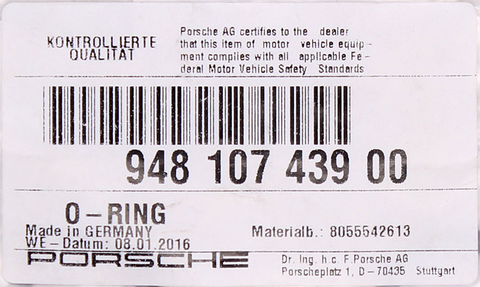 KONTROLLIERTE
QUALITÄT
Porsche AG certifies to the dealer
that this item of motor vehicle equip-
ment complies with all applicable Fe-
deral Motor Vehicle Safety Standards
948 107 439 00
O-RING
Made in GERMANY
Materialb.: 8055542613
WE-Datum: 08.01.2016
PORSCHE
Dr. Ing. h.c. F.Porsche AG
Porscheplatz 1, D-70435 Stuttgart